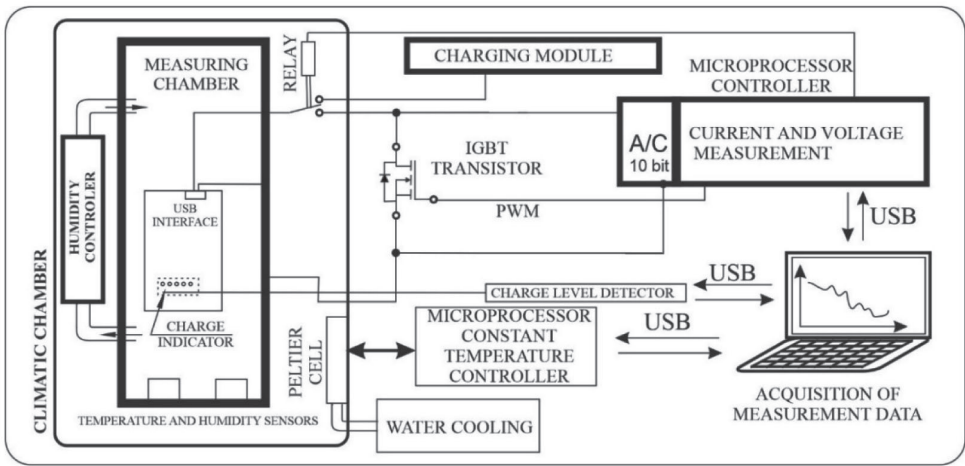 CLIMATIC CHAMBER
HUMIDITY
CONTROLER
MEASURING
CHAMBER
USB
INTERFACE
CHARGE
INDICATOR
TEMPERATURE AND HUMIDITY SENSORS
RELAY
CHARGING MODULE
MICROPROCESSOR
CONTROLLER
A/C
10 bit
CURRENT AND VOLTAGE
MEASUREMENT
IGBT
TRANSISTOR
PWM
USB
USB
CHARGE LEVEL DETECTOR
USB
MICROPROCESSOR
CONSTANT
TEMPERATURE
CONTROLLER
PELTIER
CELL
WATER COOLING
ACQUISITION OF
MEASUREMENT DATA